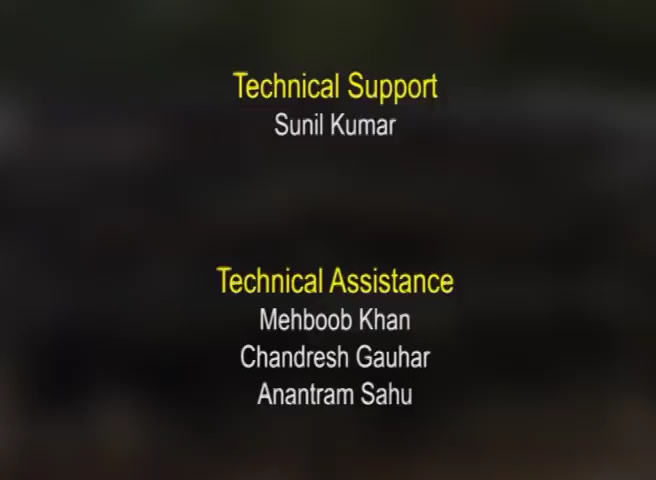 Technical Support
Sunil Kumar
Technical Assistance
Mehboob Khan
Chandresh Gauhar
Anantram Sahu